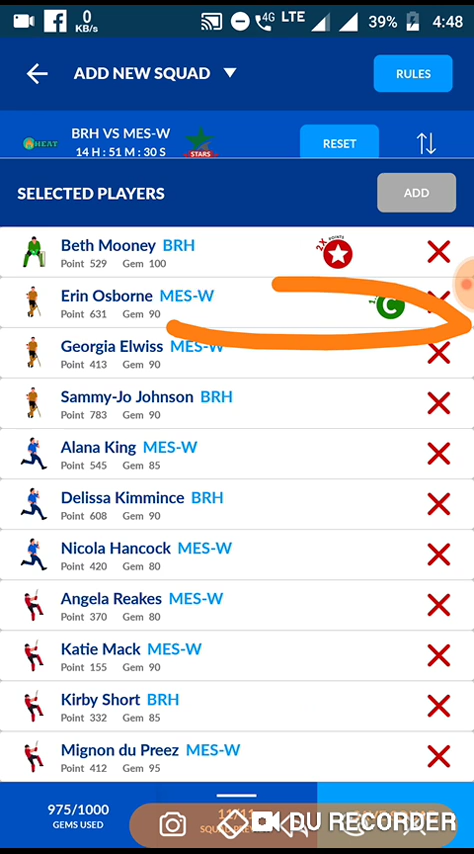 0
KB/s
4G LTE 39% 4:48
ADD NEW SQUAD RULES
HEAT BRH VS MES-W STARS RESET
14 H : 51 M : 30 S
SELECTED PLAYERS ADD
Beth Mooney BRH 2X POINTS
Point 529 Gem 100
Erin Osborne MES-W C
Point 631 Gem 90
Georgia Elwiss MES-W
Point 413 Gem 90
Sammy-Jo Johnson BRH
Point 783 Gem 90
Alana King MES-W
Point 545 Gem 85
Delissa Kimmince BRH
Point 608 Gem 90
Nicola Hancock MES-W
Point 420 Gem 80
Angela Reakes MES-W
Point 370 Gem 80
Katie Mack MES-W
Point 155 Gem 90
Kirby Short BRH
Point 332 Gem 85
Mignon du Preez MES-W
Point 412 Gem 95
975/1000 11/11
GEMS USED DU RECORDER